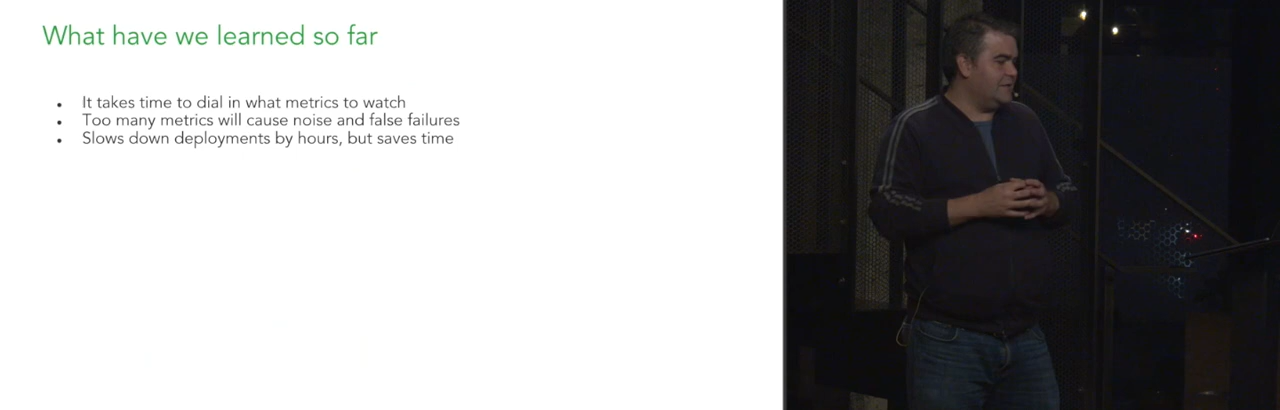 What have we learned so far
• It takes time to dial in what metrics to watch
• Too many metrics will cause noise and false failures
• Slows down deployments by hours, but saves time